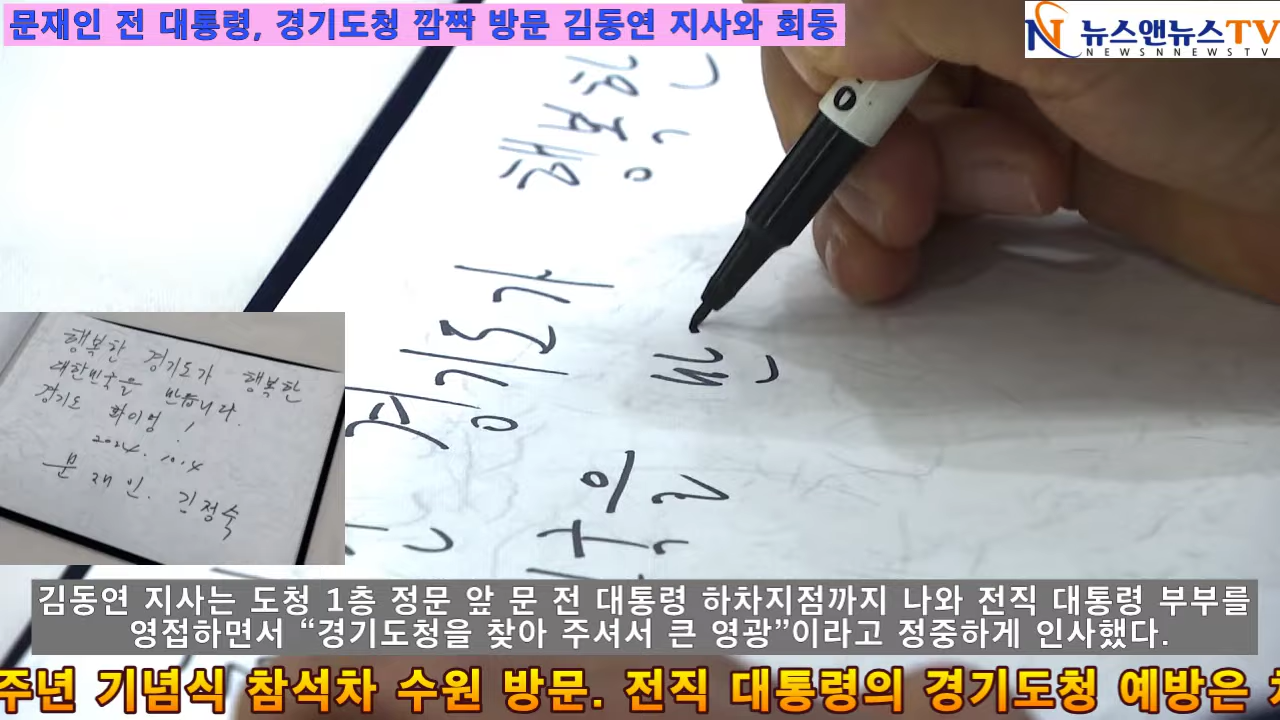 문재인 전 대통령, 경기도청 깜짝 방문 김동연 지사와 회동
뉴스앤뉴스TV
NEWSNNEWSTV
행복한 경기도가 행복한
대한민국을 만듭니다.
경기도 화이팅!
2024. 10. 4
문재인. 김정숙
김동연 지사는 도청 1층 정문 앞 문 전 대통령 하차지점까지 나와 전직 대통령 부부를
영접하면서 “경기도청을 찾아 주셔서 큰 영광”이라고 정중하게 인사했다.
주년 기념식 참석차 수원 방문. 전직 대통령의 경기도청 예방은